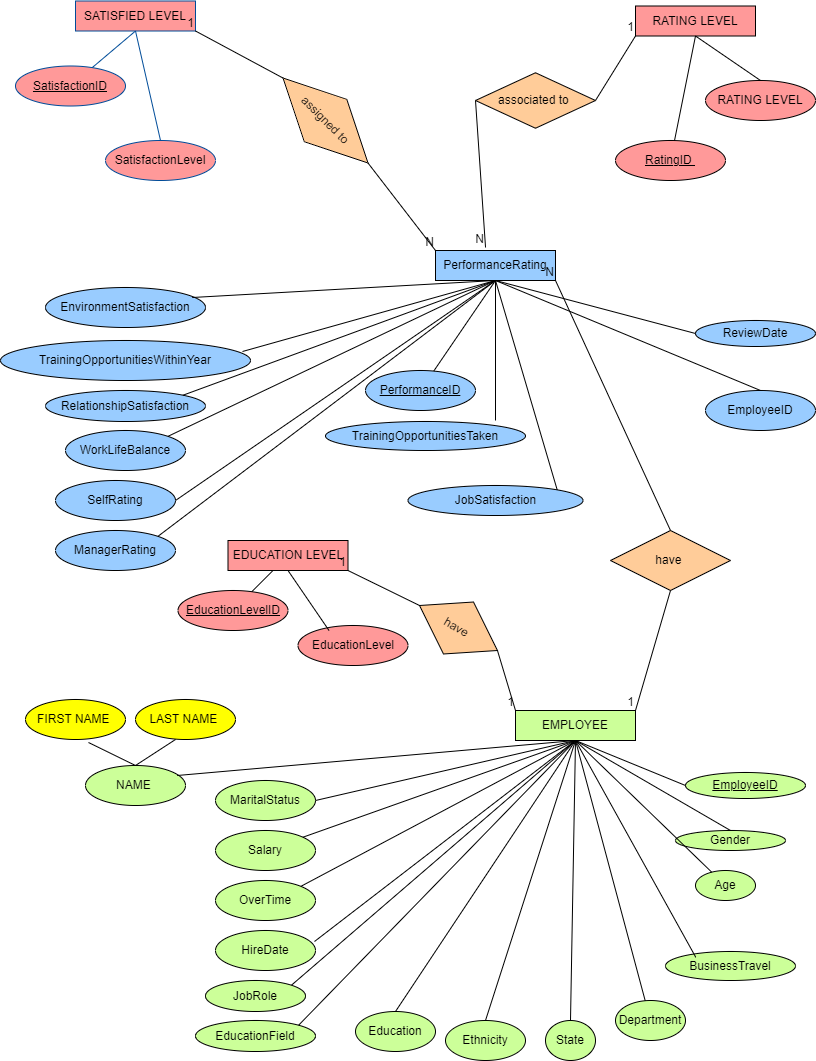 SATISFIED LEVEL
1
1
RATING LEVEL
SatisfactionID
assigned to
associated to
RATING LEVEL
SatisfactionLevel
RatingID
N
N
PerformanceRating
N
EnvironmentSatisfaction
ReviewDate
TrainingOpportunitiesWithinYear
PerformanceID
RelationshipSatisfaction
EmployeeID
TrainingOpportunitiesTaken
WorkLifeBalance
SelfRating
JobSatisfaction
ManagerRating
EDUCATION LEVEL
1
have
EducationLevelID
have
EducationLevel
1
1
FIRST NAME
LAST NAME
EMPLOYEE
NAME
EmployeeID
MaritalStatus
Gender
Salary
Age
OverTime
HireDate
BusinessTravel
JobRole
Department
EducationField
Education
Ethnicity
State